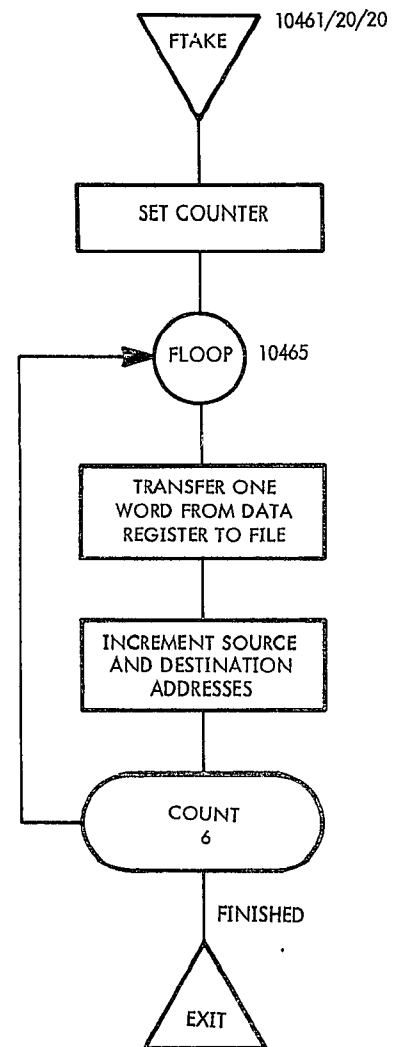 FTAKE 10461/20/20
SET COUNTER
FLOOP 10465
TRANSFER ONE
WORD FROM DATA
REGISTER TO FILE
INCREMENT SOURCE
AND DESTINATION
ADDRESSES
COUNT
6
FINISHED
EXIT